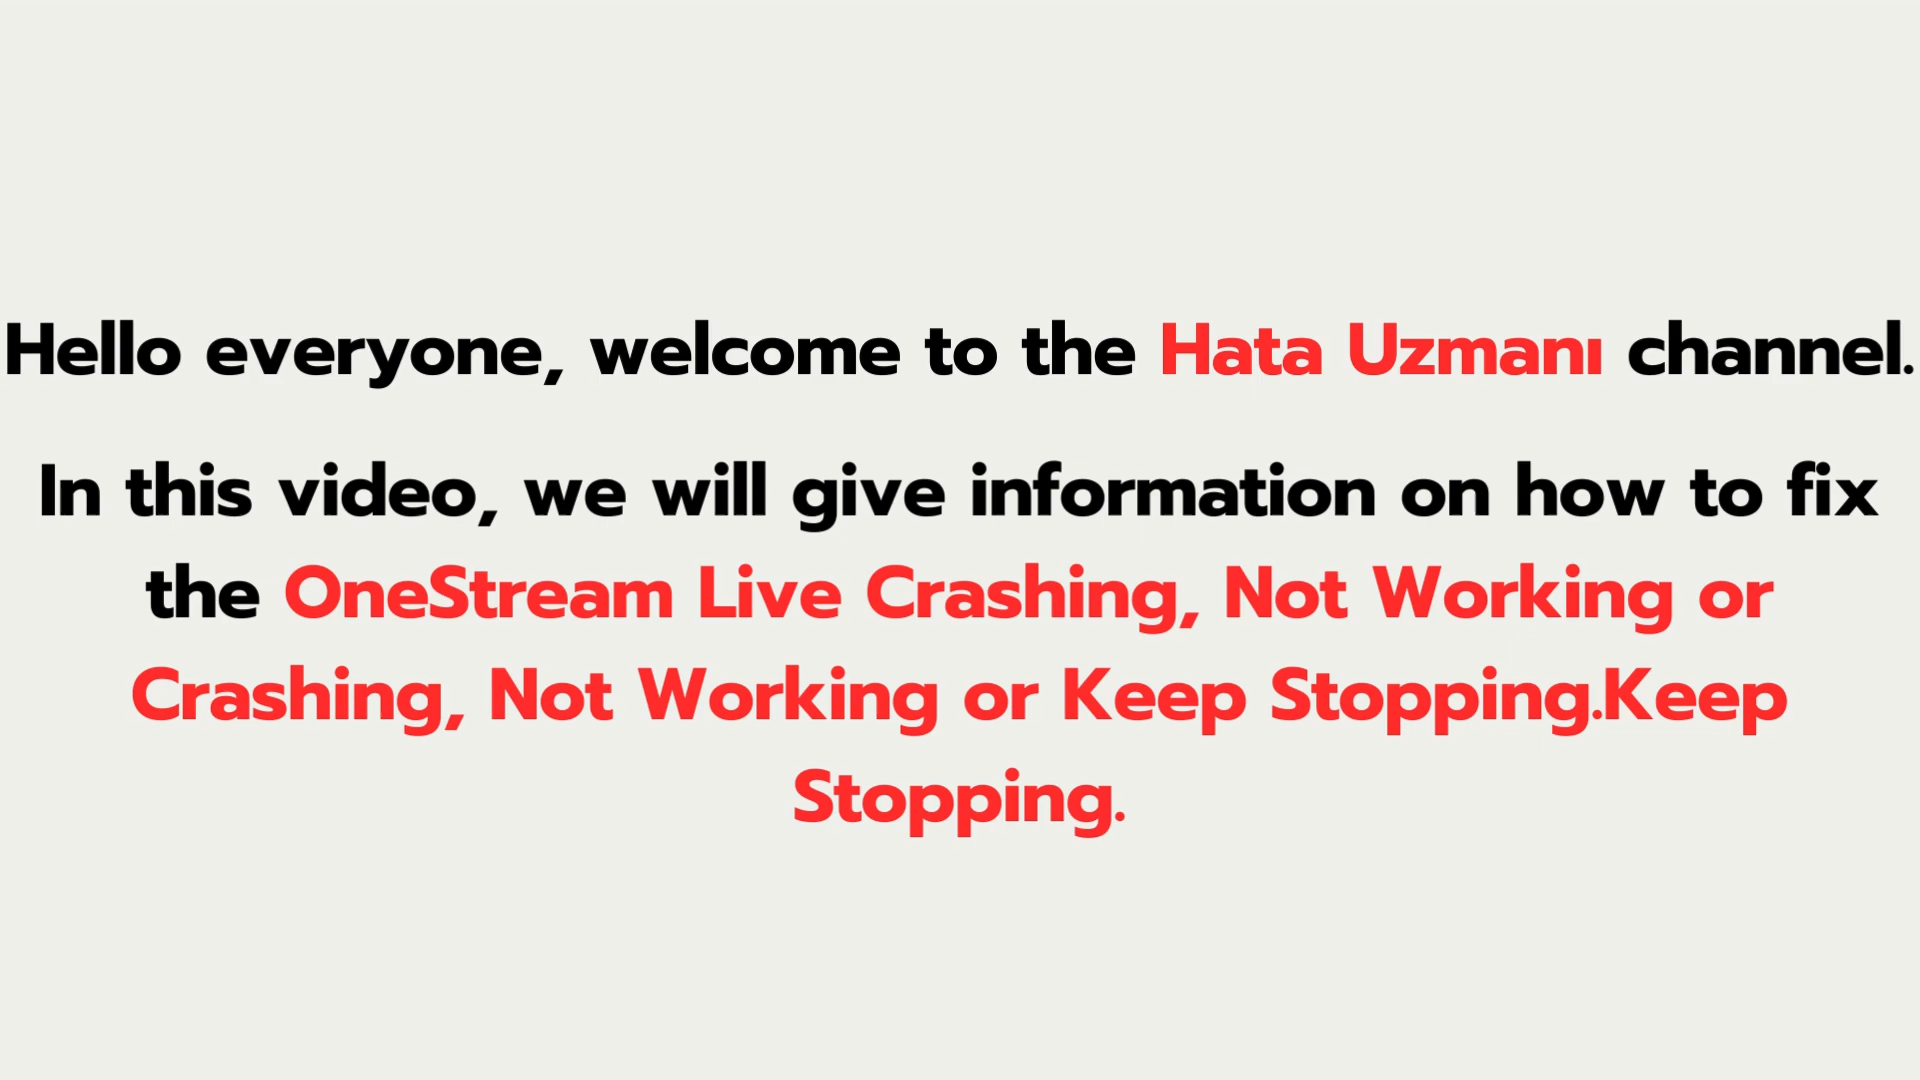 Hello everyone, welcome to the Hata Uzmanı channel.
In this video, we will give information on how to fix
the OneStream Live Crashing, Not Working or
Crashing, Not Working or Keep Stopping.Keep
Stopping.